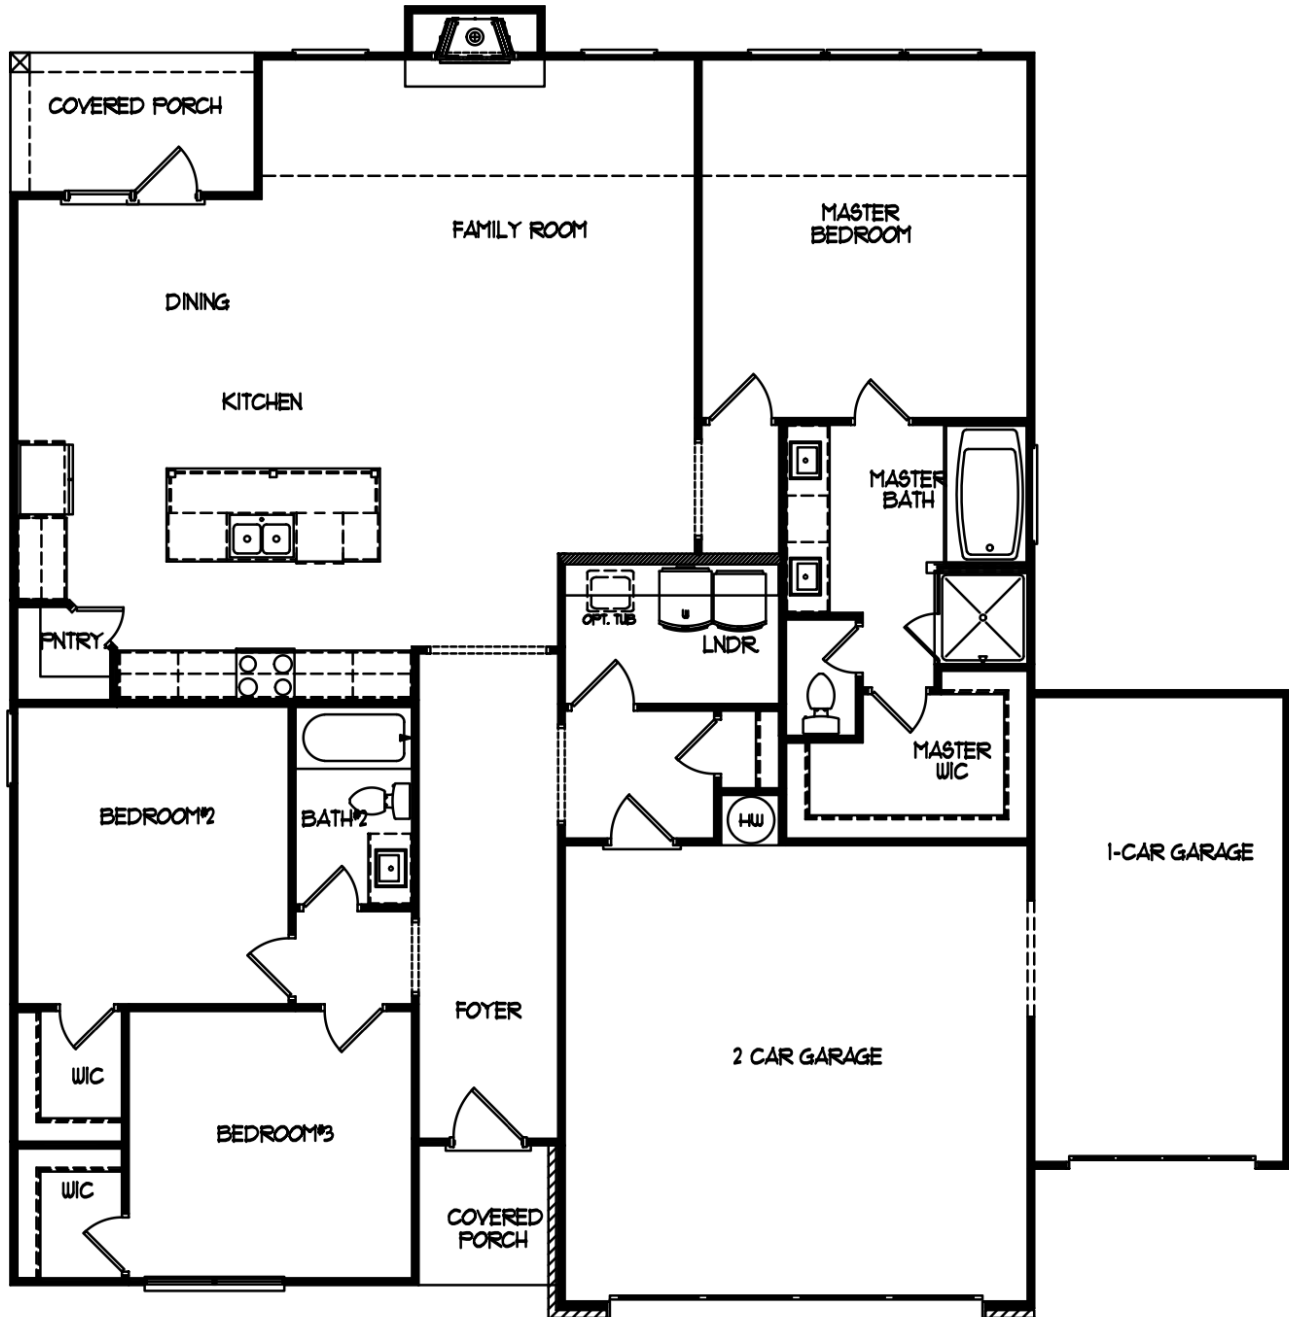 COVERED PORCH
FAMILY ROOM
MASTER
BEDROOM
DINING
KITCHEN
MASTER
BATH
OPT. TUB
W
LNDR.
PNTRY.
MASTER
WIC
BEDROOM#2
BATH#2
HW
1-CAR GARAGE
FOYER
2 CAR GARAGE
WIC
BEDROOM#3
WIC
COVERED
PORCH